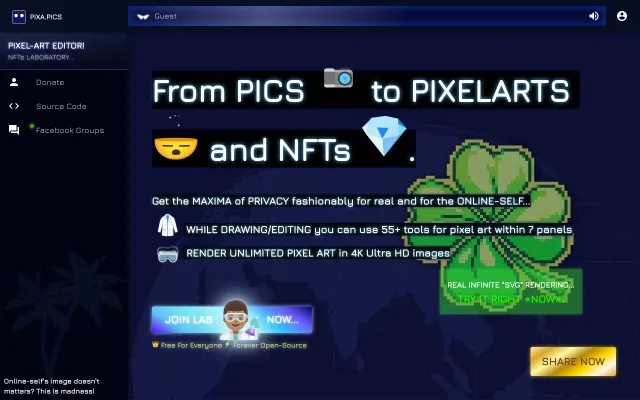 PIXA.PICS
Guest
PIXEL-ART EDITOR!
NFTs LABORATORY...
Donate
Source Code
Facebook Groups
From PICS to PIXELARTS
and NFTs .
Get the MAXIMA of PRIVACY fashionably for real and for the ONLINE-SELF...
WHILE DRAWING/EDITING you can use 55+ tools for pixel art within 7 panels
RENDER UNLIMITED PIXEL ART in 4K Ultra HD images
REAL INFINITE "SVG" RENDERING...
TRY IT RIGHT «NOW»!
JOIN LAB NOW...
Free For Everyone Forever Open-Source
SHARE NOW
Online-self's image doesn't
matters? This is madness!